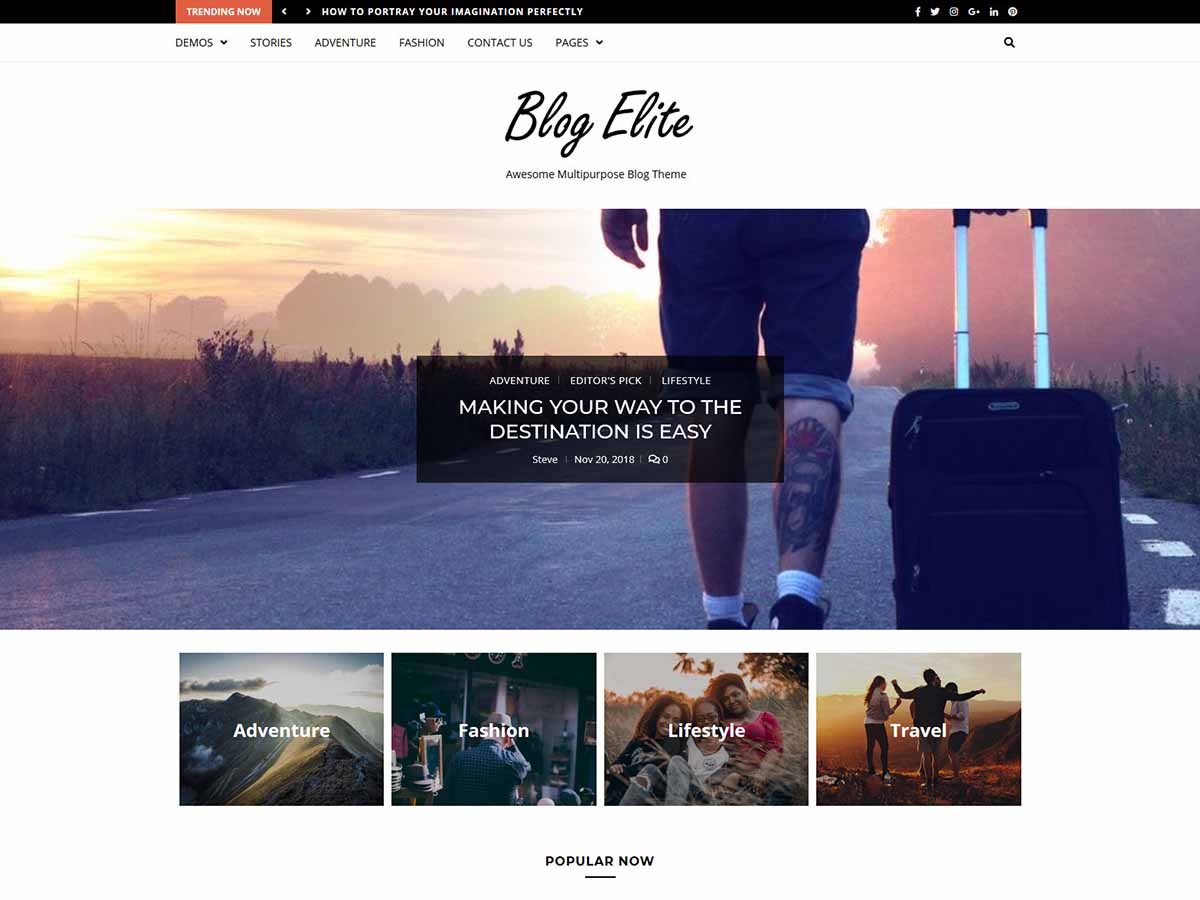 TRENDING NOW HOW TO PORTRAY YOUR IMAGINATION PERFECTLY
DEMOS STORIES ADVENTURE FASHION CONTACT US PAGES
Blog Elite
Awesome Multipurpose Blog Theme
ADVENTURE EDITOR'S PICK LIFESTYLE
MAKING YOUR WAY TO THE
DESTINATION IS EASY
Steve Nov 20, 2018 0
Adventure Fashion Lifestyle Travel
POPULAR NOW